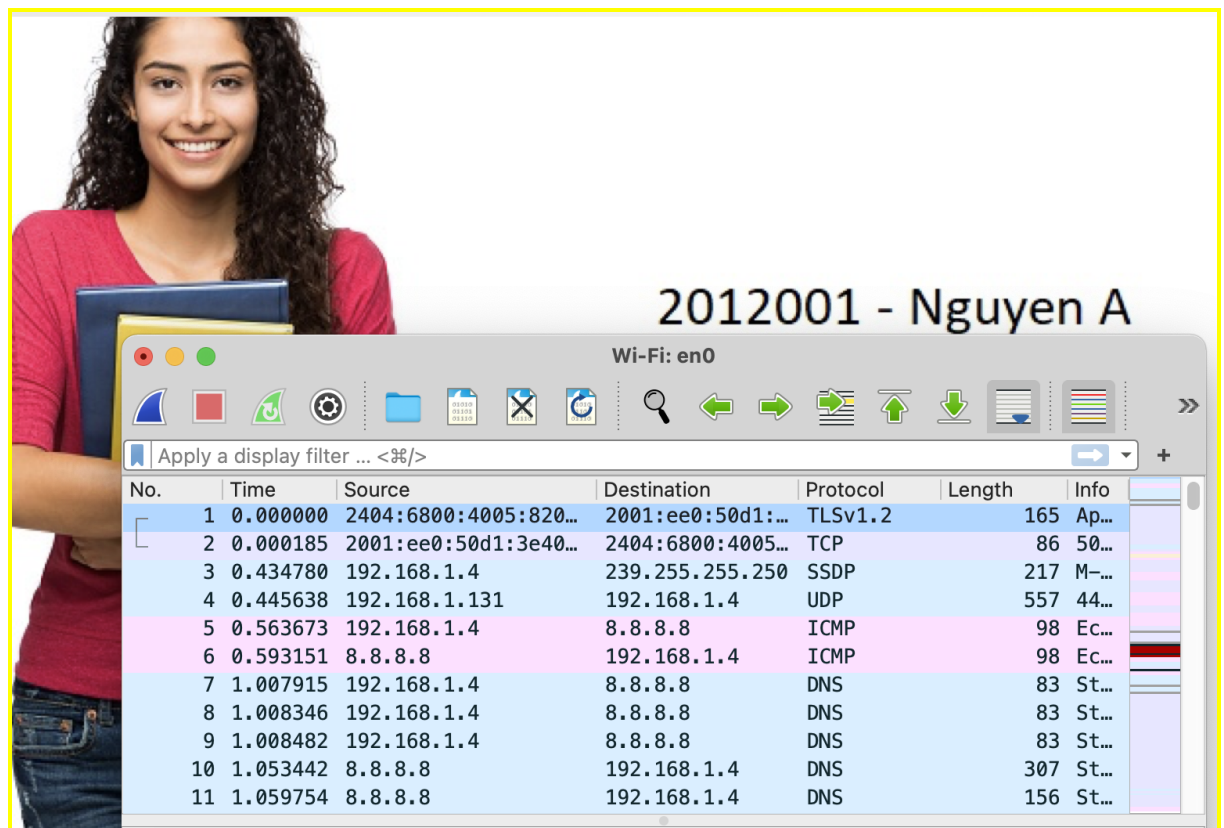 2012001 - Nguyen A
Wi-Fi: en0
Apply a display filter ... <⌘/>
No. Time Source Destination Protocol Length Info
1 0.000000 2404:6800:4005:820… 2001:ee0:50d1:… TLSv1.2 165 Ap…
2 0.000185 2001:ee0:50d1:3e40… 2404:6800:4005… TCP 86 50…
3 0.434780 192.168.1.4 239.255.255.250 SSDP 217 M-…
4 0.445638 192.168.1.131 192.168.1.4 UDP 557 44…
5 0.563673 192.168.1.4 8.8.8.8 ICMP 98 Ec…
6 0.593151 8.8.8.8 192.168.1.4 ICMP 98 Ec…
7 1.007915 192.168.1.4 8.8.8.8 DNS 83 St…
8 1.008346 192.168.1.4 8.8.8.8 DNS 83 St…
9 1.008482 192.168.1.4 8.8.8.8 DNS 83 St…
10 1.053442 8.8.8.8 192.168.1.4 DNS 307 St…
11 1.059754 8.8.8.8 192.168.1.4 DNS 156 St…